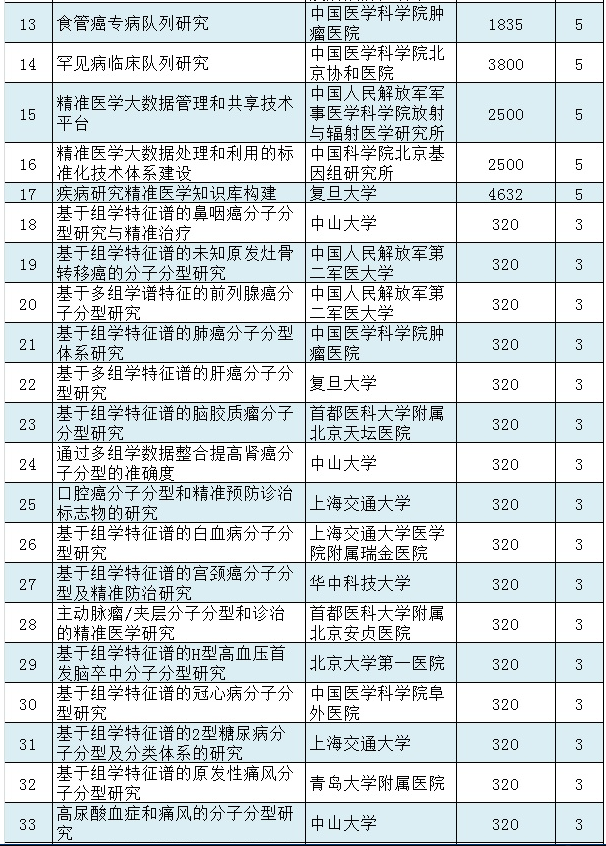 13 食管癌专病队列研究 中国医学科学院肿
瘤医院 1835 5
14 罕见病临床队列研究 中国医学科学院北
京协和医院 3800 5
15 精准医学大数据管理和共享技术
平台 中国人民解放军军
事医学科学院放射
与辐射医学研究所 2500 5
16 精准医学大数据处理和利用的标
准化技术体系建设 中国科学院北京基
因组研究所 2500 5
17 疾病研究精准医学知识库构建 复旦大学 4632 5
18 基于组学特征谱的鼻咽癌分子分
型研究与精准治疗 中山大学 320 3
19 基于组学特征谱的未知原发灶骨
转移癌的分子分型研究 中国人民解放军第
二军医大学 320 3
20 基于多组学谱特征的前列腺癌分
子分型研究 中国人民解放军第
二军医大学 320 3
21 基于组学特征谱的肺癌分子分型
体系研究 中国医学科学院肿
瘤医院 320 3
22 基于多组学特征谱的肝癌分子分
型研究 复旦大学 320 3
23 基于组学特征谱的脑胶质瘤分子
分型研究 首都医科大学附属
北京天坛医院 320 3
24 通过多组学数据整合提高肾癌分
子分型的准确度 中山大学 320 3
25 口腔癌分子分型和精准预防诊治
标志物的研究 上海交通大学 320 3
26 基于组学特征谱的白血病分子分
型研究 上海交通大学医学
院附属瑞金医院 320 3
27 基于组学特征谱的宫颈癌分子分
型及精准防治研究 华中科技大学 320 3
28 主动脉瘤/夹层分子分型和诊治
的精准医学研究 首都医科大学附属
北京安贞医院 320 3
29 基于组学特征谱的H型高血压首
发脑卒中分子分型研究 北京大学第一医院 320 3
30 基于组学特征谱的冠心病分子分
型研究 中国医学科学院阜
外医院 320 3
31 基于组学特征谱的2型糖尿病分
子分型及分类体系的研究 上海交通大学 320 3
32 基于组学特征谱的原发性痛风分
子分型研究 青岛大学附属医院 320 3
33 高尿酸血症和痛风的分子分型研
究 中山大学 320 3